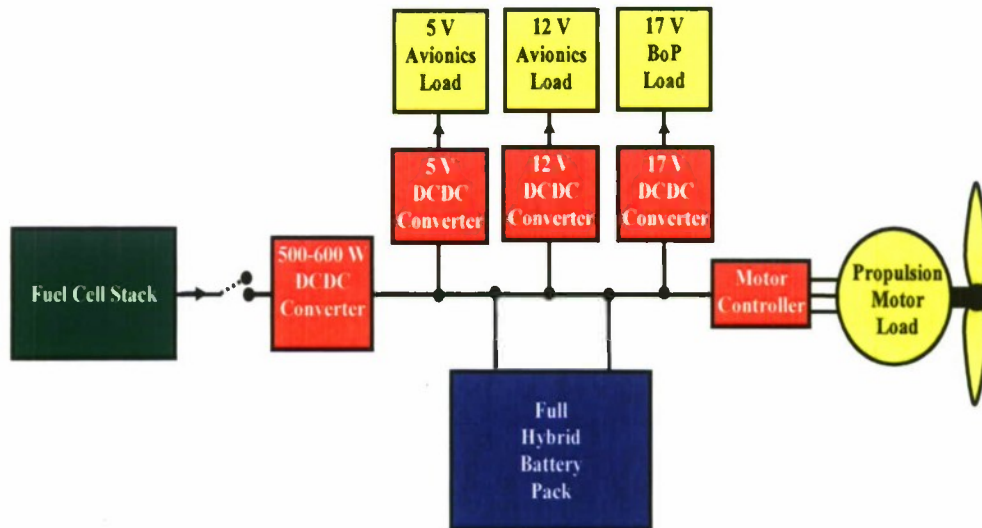 5 V
Avionics
Load
12 V
Avionics
Load
17 V
BoP
Load
5 V
DCDC
Converter
12 V
DCDC
Converter
17 V
DCDC
Converter
Fuel Cell Stack
500-600 W
DCDC
Converter
Motor
Controller
Propulsion
Motor
Load
Full
Hybrid
Battery
Pack